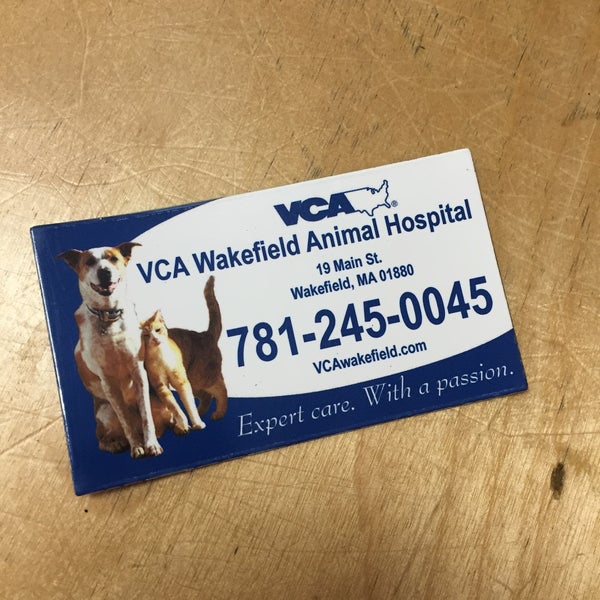 VCA®
VCA Wakefield Animal Hospital
19 Main St.
Wakefield, MA 01880
781-245-0045
VCAwakefield.com
Expert care. With a passion.